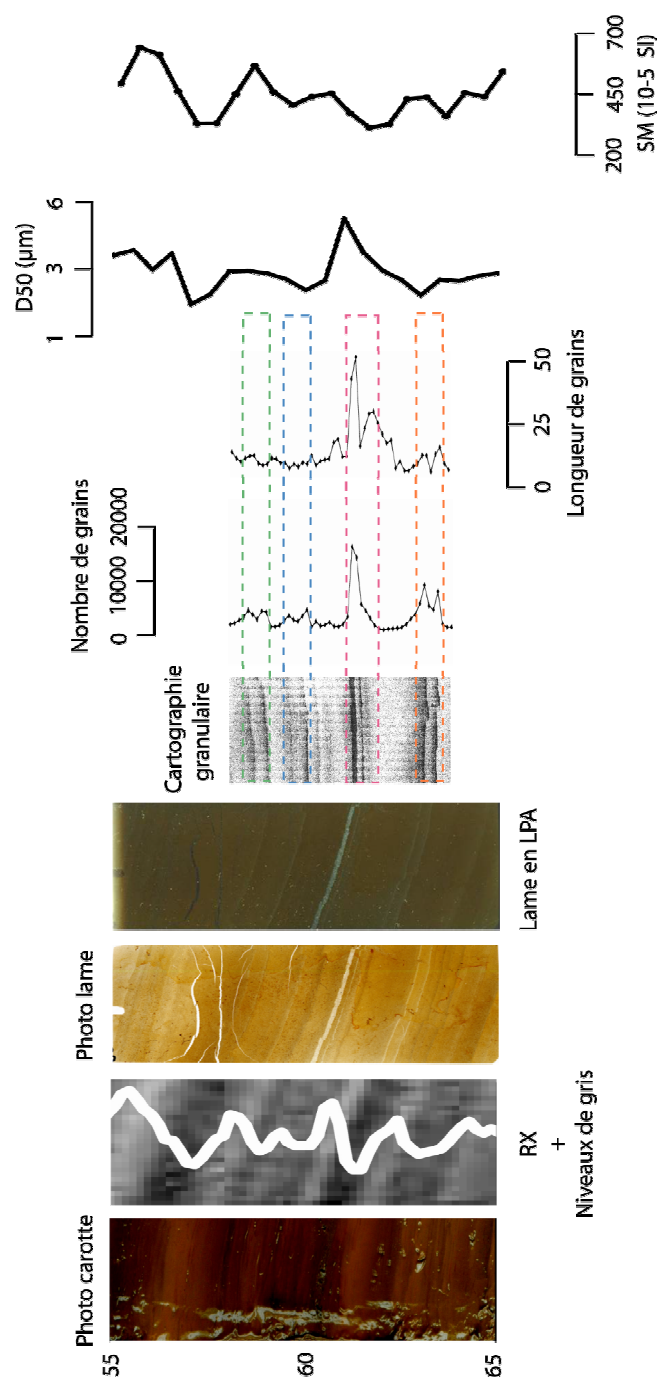 Photo carotte
55
60
65
RX
+
Niveaux de gris
Photo lame
Lame en LPA
Cartographie
granulaire
Nombre de grains
0 10000 20000
Longueur de grains
0 25 50
D50 (µm)
1 3 6
200 450 700
SM (10-5 SI)